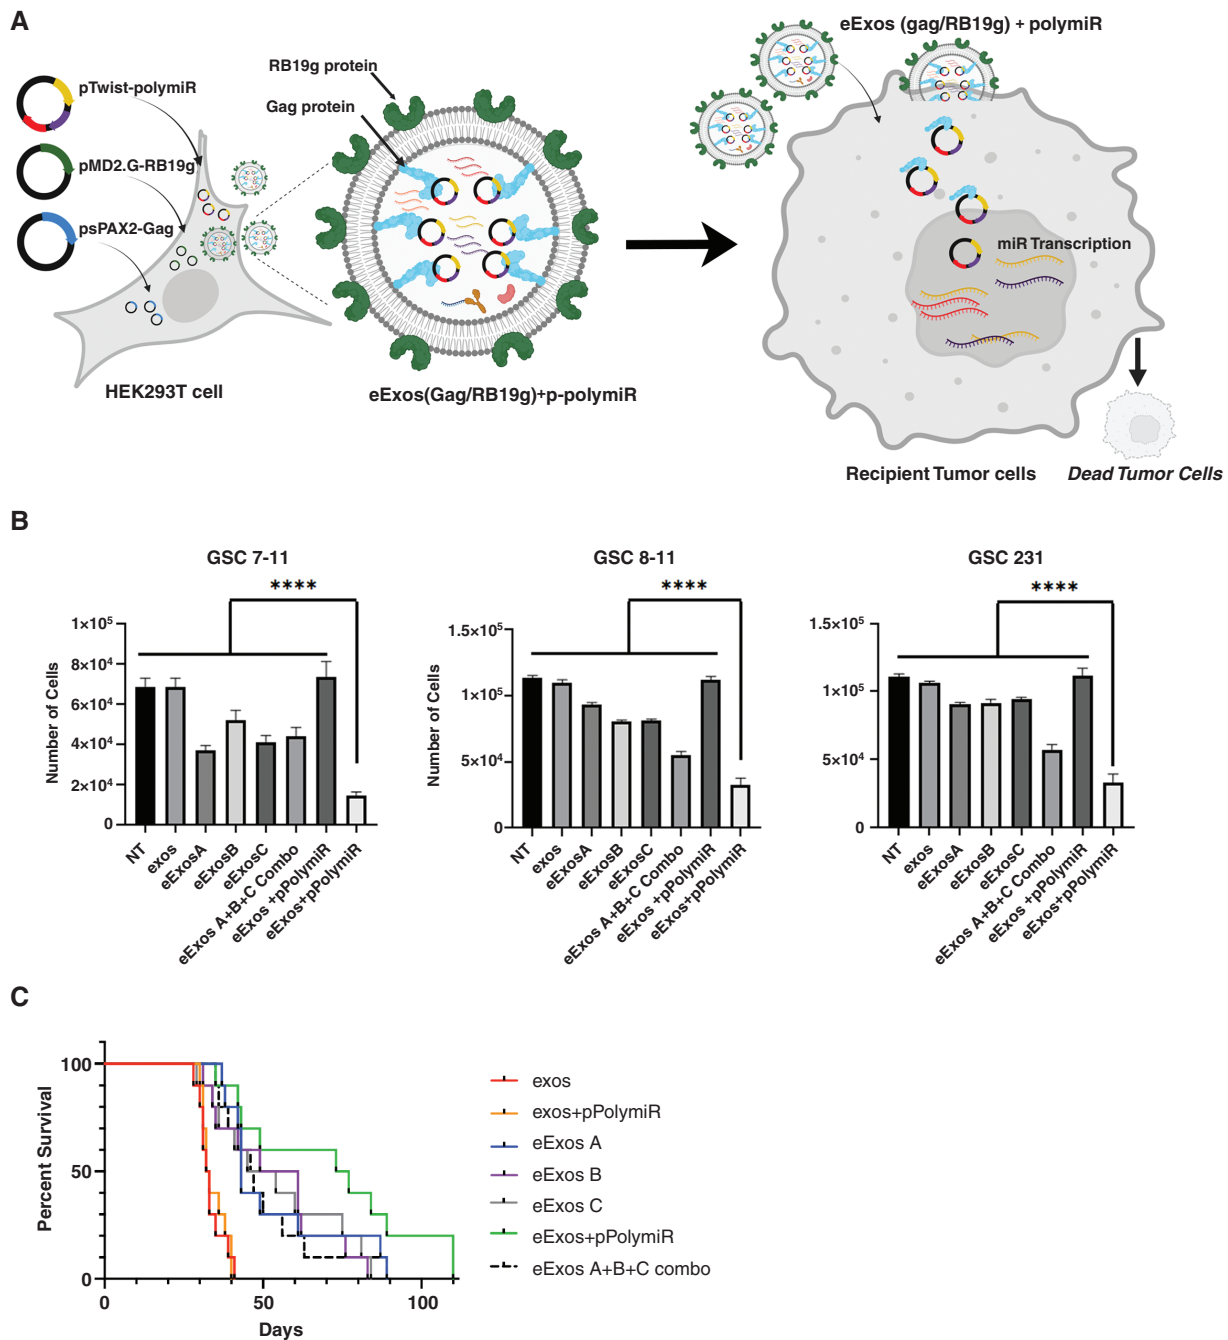 A
pTwist-polymiR
pMD2.G-RB19g
psPAX2-Gag
HEK293T cell
RB19g protein
Gag protein
eExos(Gag/RB19g)+p-polymiR
eExos (gag/RB19g) + polymiR
miR Transcription
Recipient Tumor cells
Dead Tumor Cells
B
GSC 7-11
****
Number of Cells
1×10⁵
8×10⁴
6×10⁴
4×10⁴
2×10⁴
0
NT
exos
eExosA
eExosB
eExosC
eExos A+B+C Combo
eExos +pPolymiR
eExos+pPolymiR
GSC 8-11
****
Number of Cells
1.5×10⁵
1×10⁵
5×10⁴
0
NT
exos
eExosA
eExosB
eExosC
eExos A+B+C Combo
eExos +pPolymiR
eExos+pPolymiR
GSC 231
****
1×10⁵
1×10⁵
5×10⁴
0
NT
exos
eExosA
eExosB
eExosC
eExos A+B+C Combo
eExos +pPolymiR
eExos+pPolymiR
C
Percent Survival
100
50
0
0
50
100
Days
exos
exos+pPolymiR
eExos A
eExos B
eExos C
eExos+pPolymiR
eExos A+B+C combo